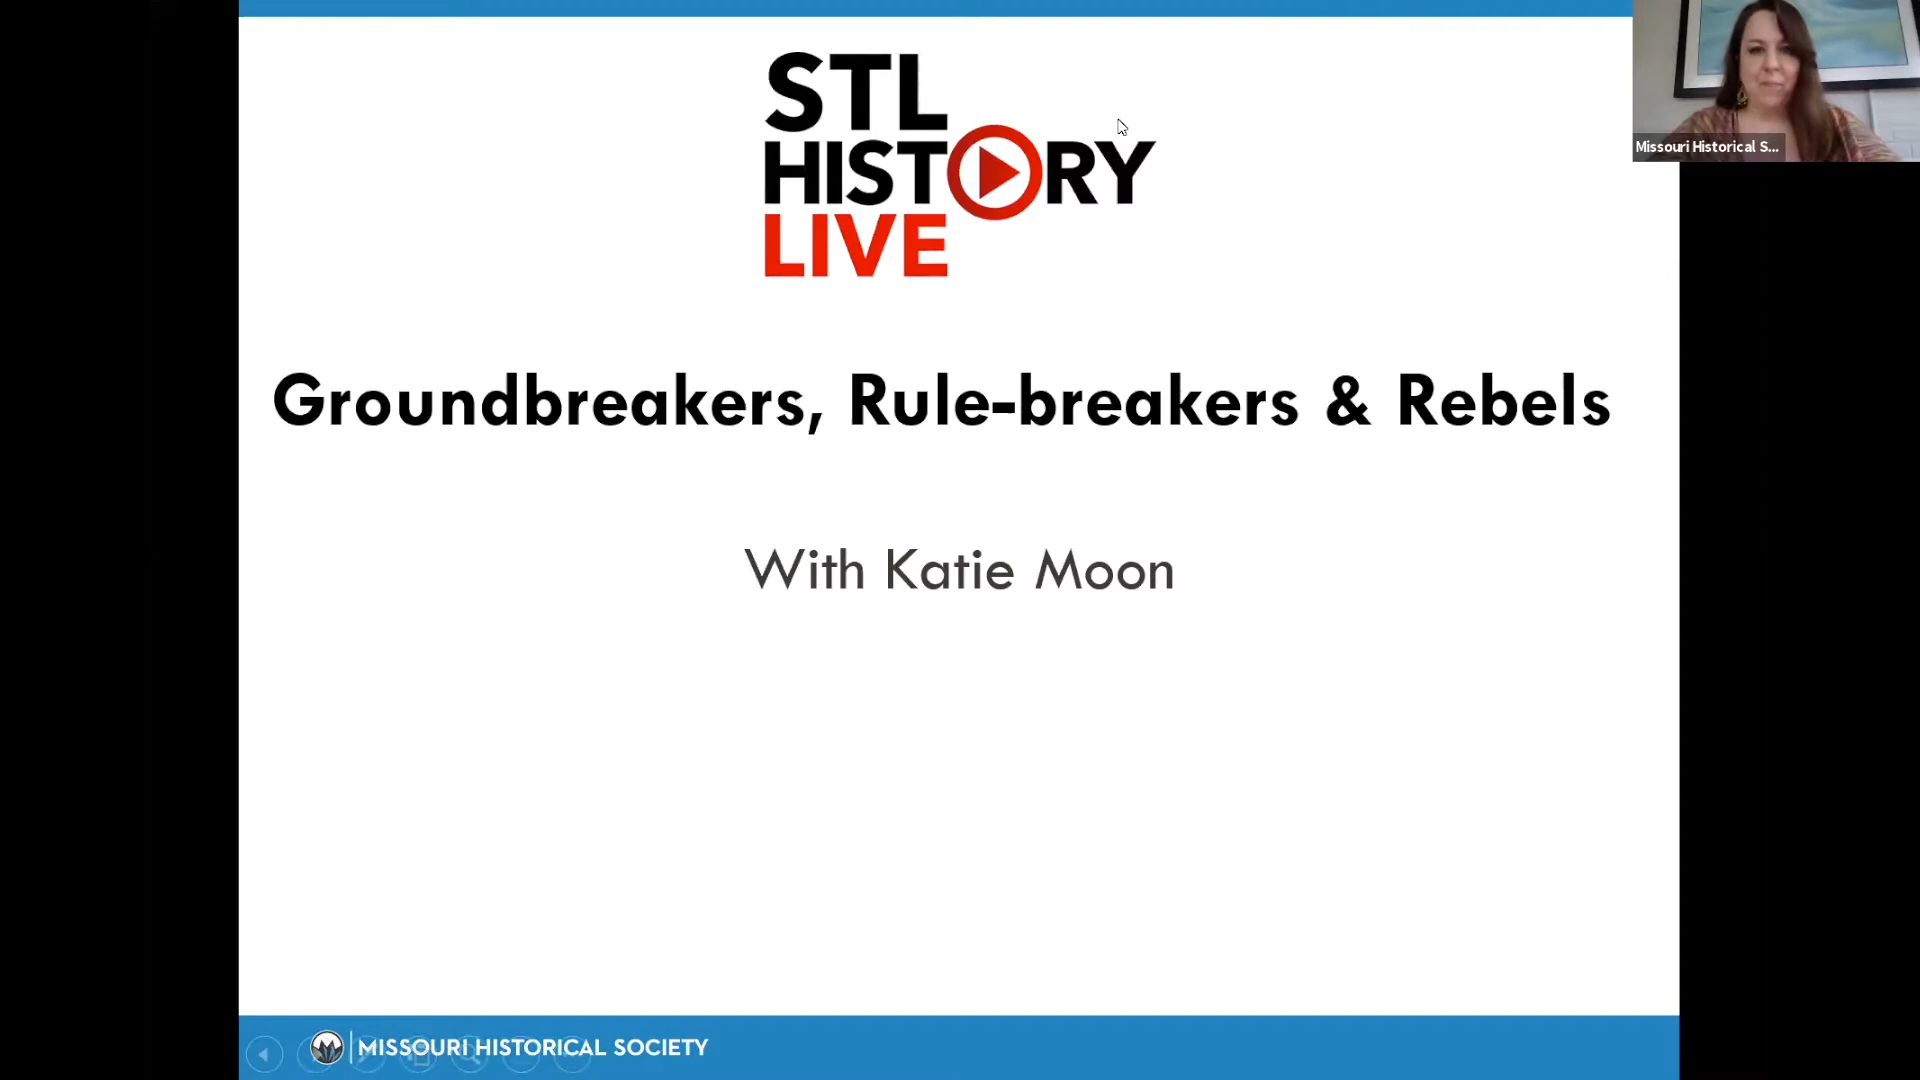 STL
HISTORY
LIVE
Missouri Historical S...
Groundbreakers, Rule-breakers & Rebels
With Katie Moon
MISSOURI HISTORICAL SOCIETY